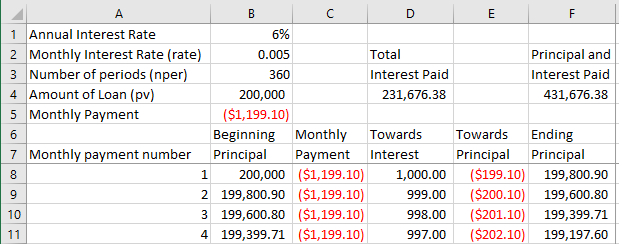 A B C D E F
1 Annual Interest Rate 6%
2 Monthly Interest Rate (rate) 0.005 Total Principal and
3 Number of periods (nper) 360 Interest Paid Interest Paid
4 Amount of Loan (pv) 200,000 231,676.38 431,676.38
5 Monthly Payment ($1,199.10)
6 Beginning Monthly Towards Towards Ending
7 Monthly payment number Principal Payment Interest Principal Principal
8 1 200,000 ($1,199.10) 1,000.00 ($199.10) 199,800.90
9 2 199,800.90 ($1,199.10) 999.00 ($200.10) 199,600.80
10 3 199,600.80 ($1,199.10) 998.00 ($201.10) 199,399.71
11 4 199,399.71 ($1,199.10) 997.00 ($202.10) 199,197.60